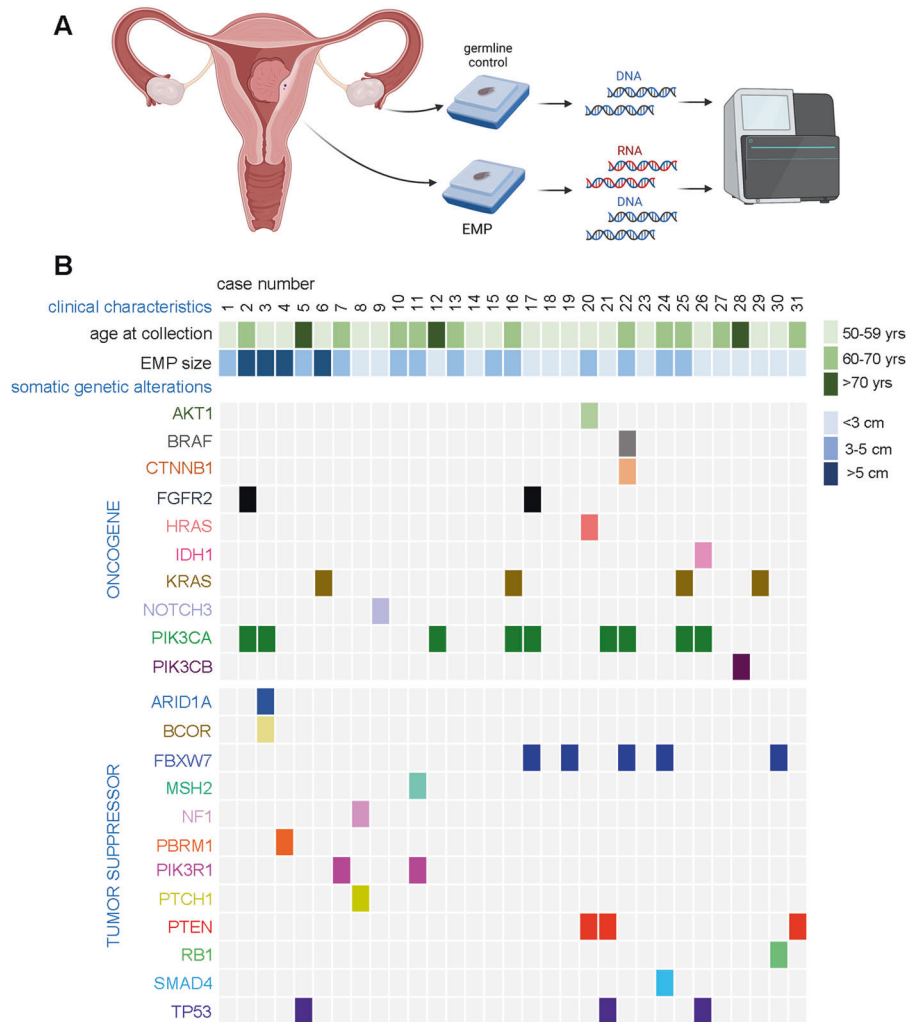 A
germline
control
DNA
RNA
DNA
EMP
B
case number
clinical characteristics
1 2 3 4 5 6 7 8 9 10 11 12 13 14 15 16 17 18 19 20 21 22 23 24 25 26 27 28 29 30 31
age at collection
EMP size
somatic genetic alterations
50-59 yrs
60-70 yrs
>70 yrs
<3 cm
3-5 cm
>5 cm
ONCOGENE
AKT1
BRAF
CTNNB1
FGFR2
HRAS
IDH1
KRAS
NOTCH3
PIK3CA
PIK3CB
TUMOR SUPPRESSOR
ARID1A
BCOR
FBXW7
MSH2
NF1
PBRM1
PIK3R1
PTCH1
PTEN
RB1
SMAD4
TP53